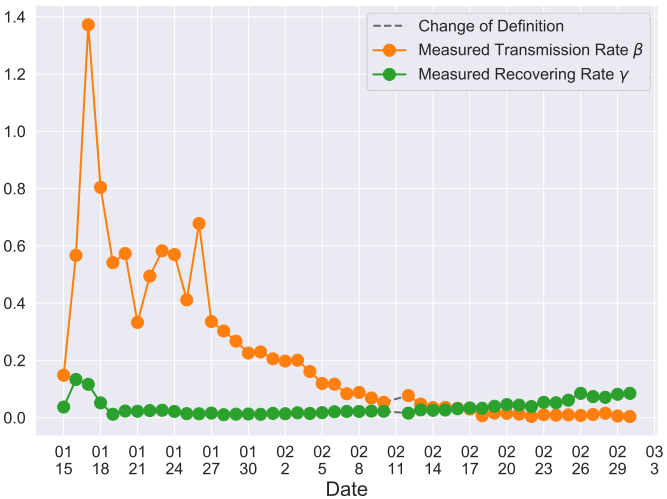 1.4
1.2
1.0
0.8
0.6
0.4
0.2
0.0
Change of Definition
Measured Transmission Rate β
Measured Recovering Rate γ
01 01 01 01 01 01 02 02 02 02 02 02 02 02 02 02 03
15 18 21 24 27 30 2 5 8 11 14 17 20 23 26 29 3
Date